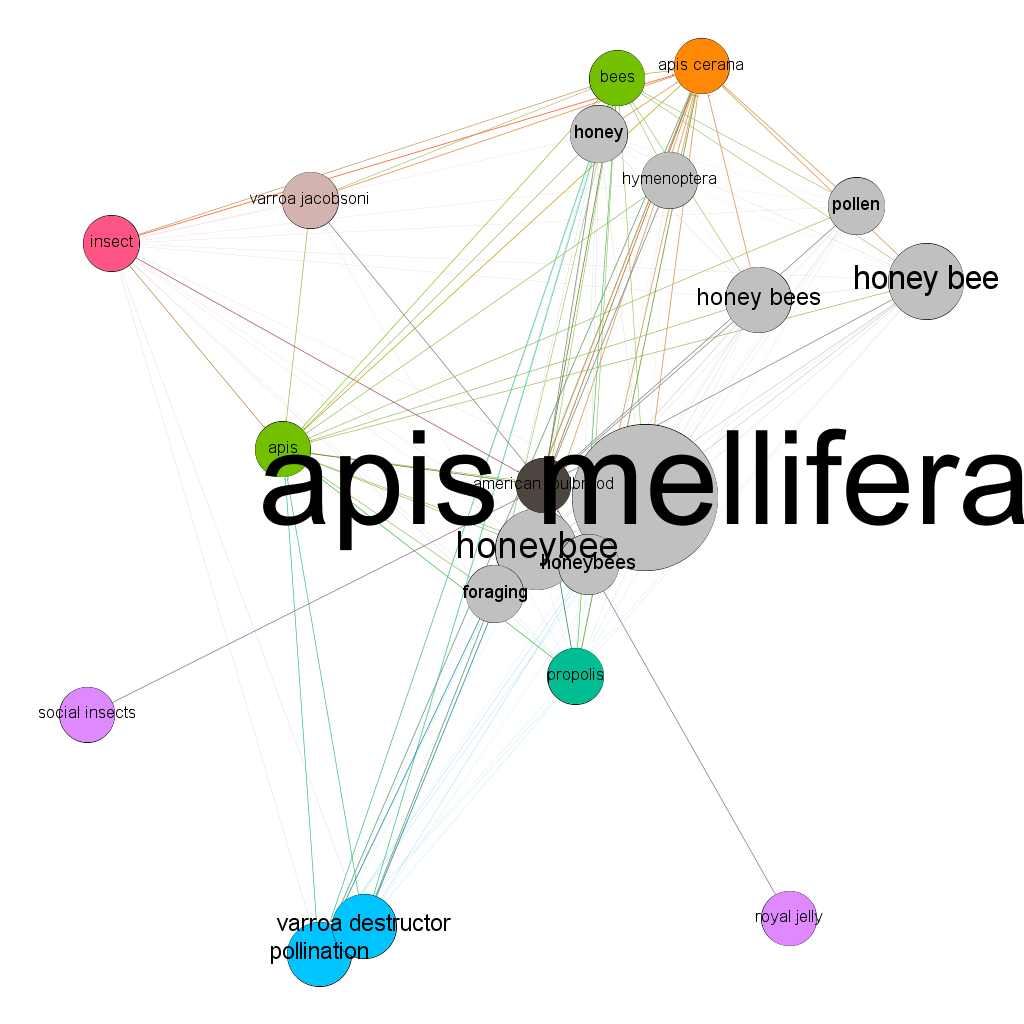 apis cerana
bees
honey
hymenoptera
varroa jacobsoni
pollen
insect
honey bee
honey bees
apis
apis mellifera
american foulbrood
honeybee
honeybees
foraging
propolis
social insects
royal jelly
varroa destructor
pollination